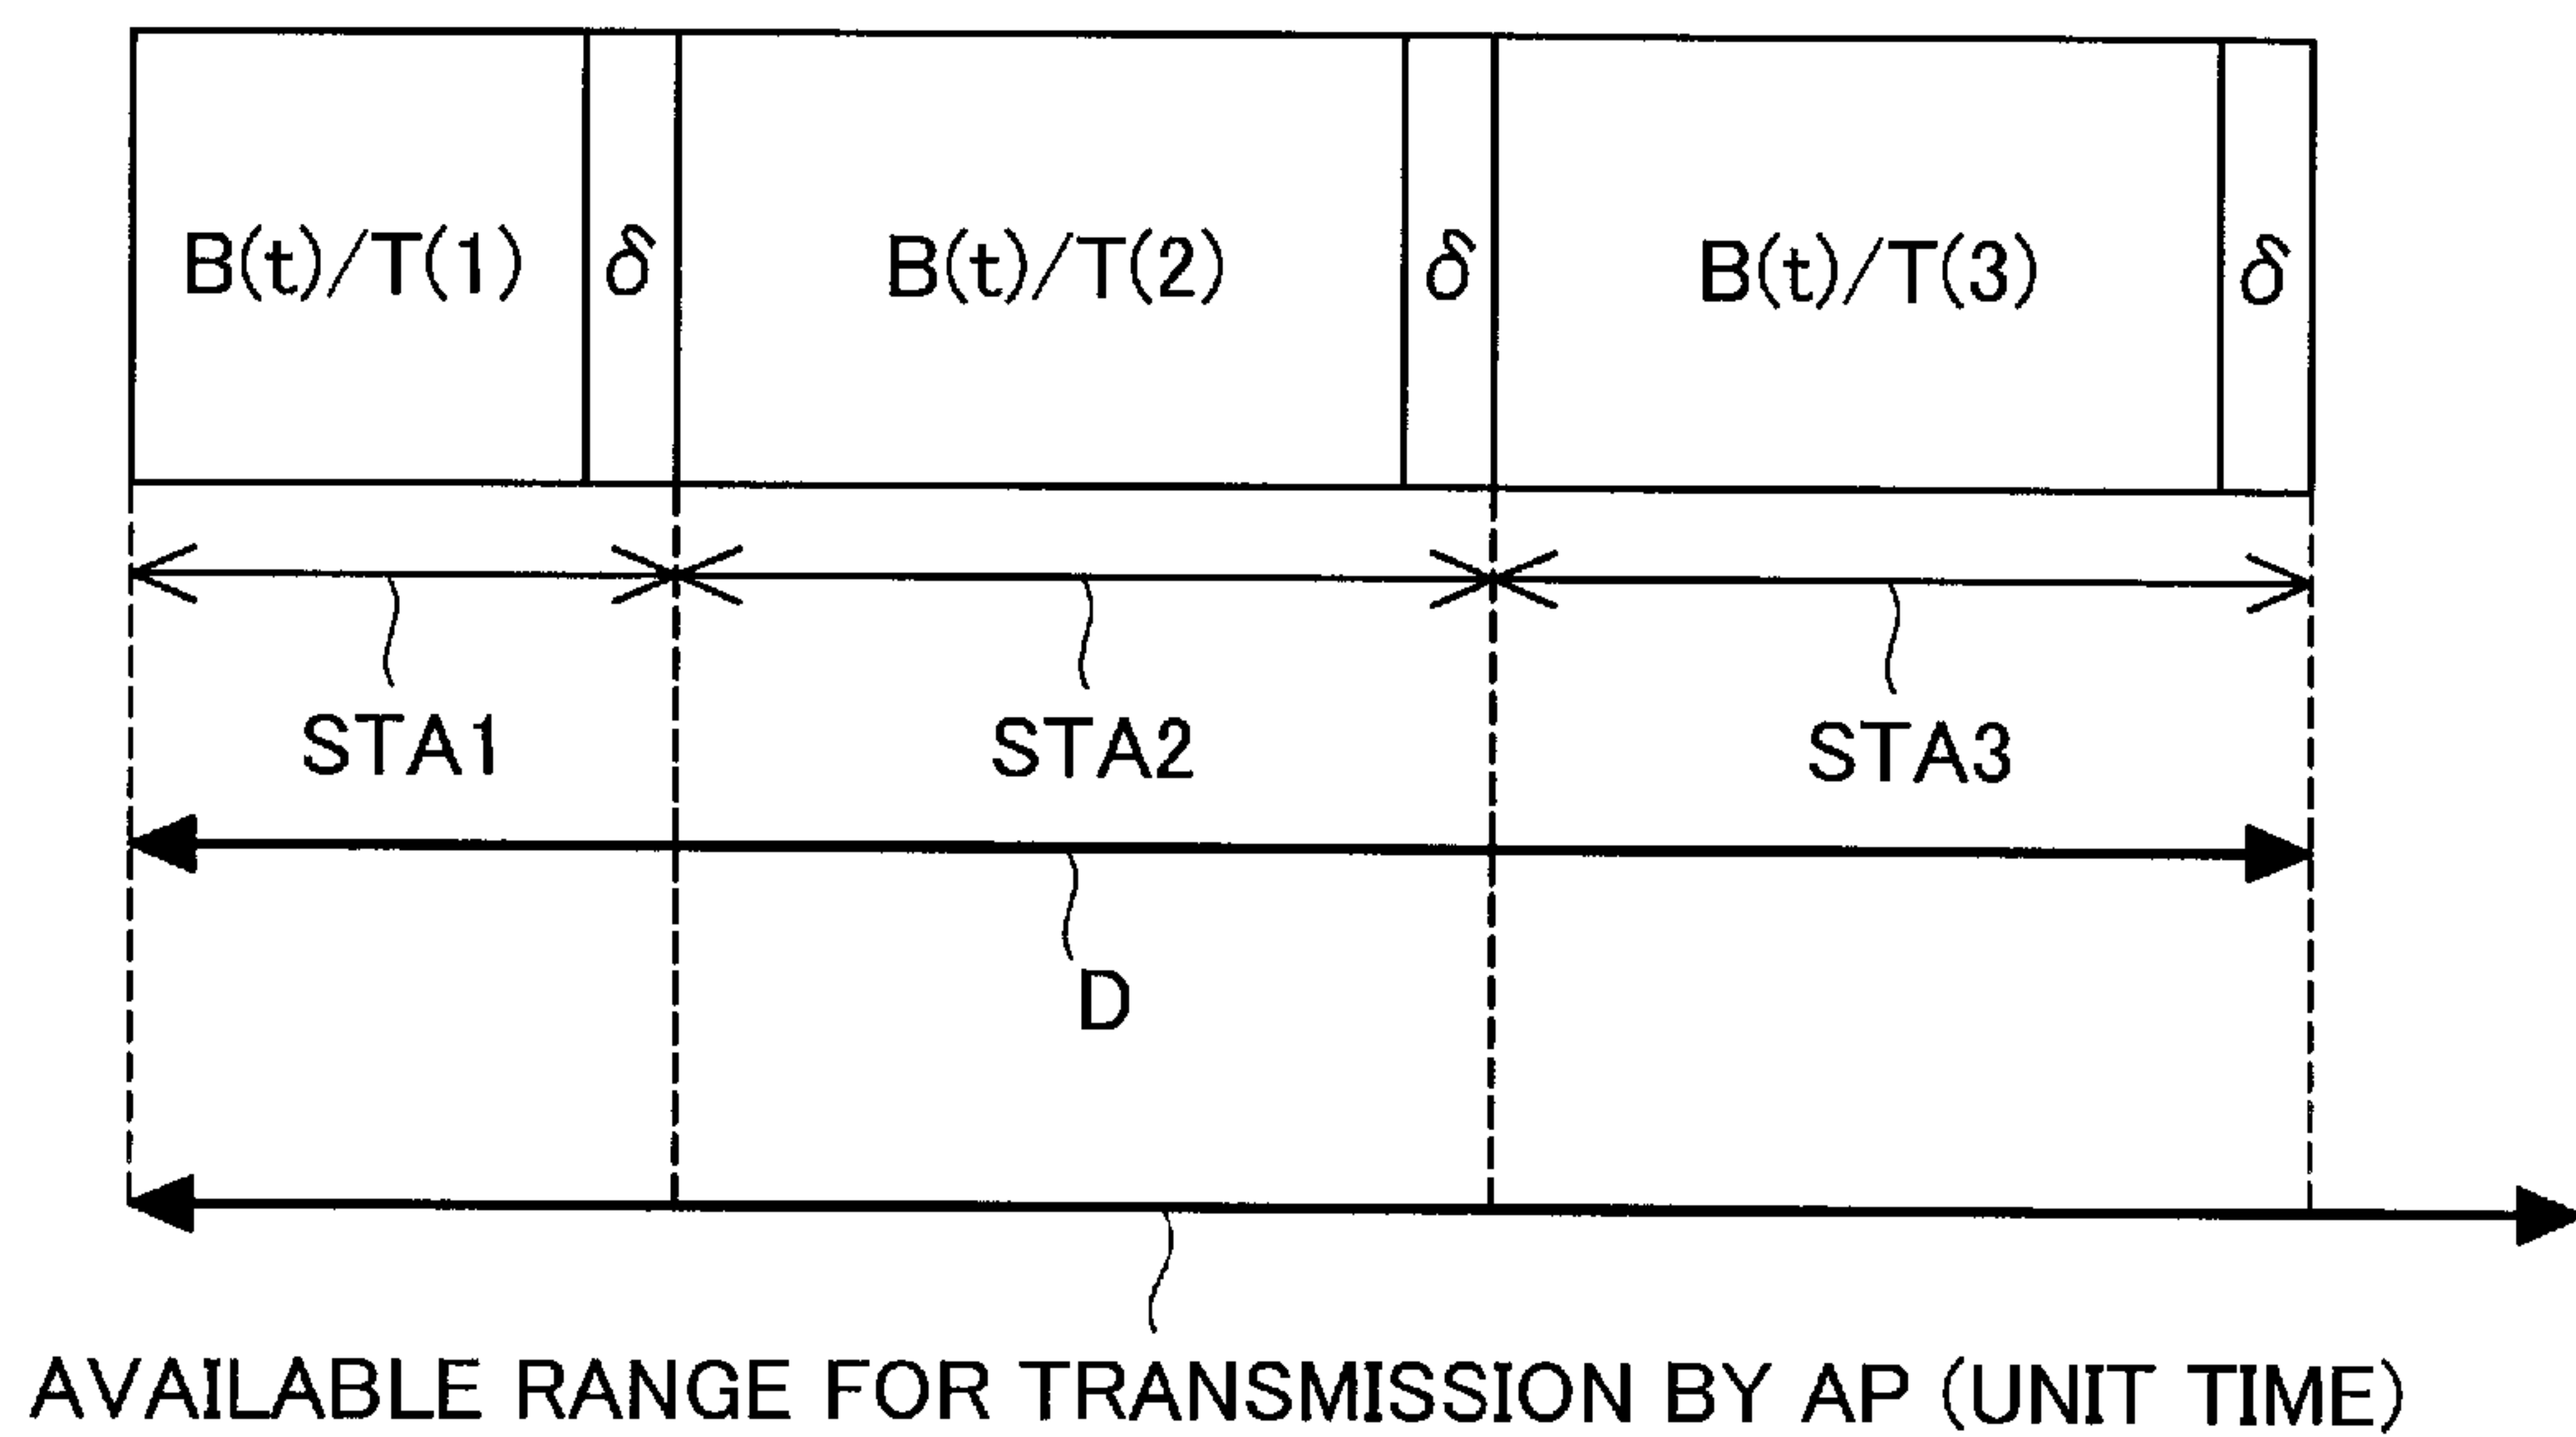 B(t)/T(1) δ B(t)/T(2) δ B(t)/T(3) δ
STA1 STA2 STA3
D
AVAILABLE RANGE FOR TRANSMISSION BY AP (UNIT TIME)